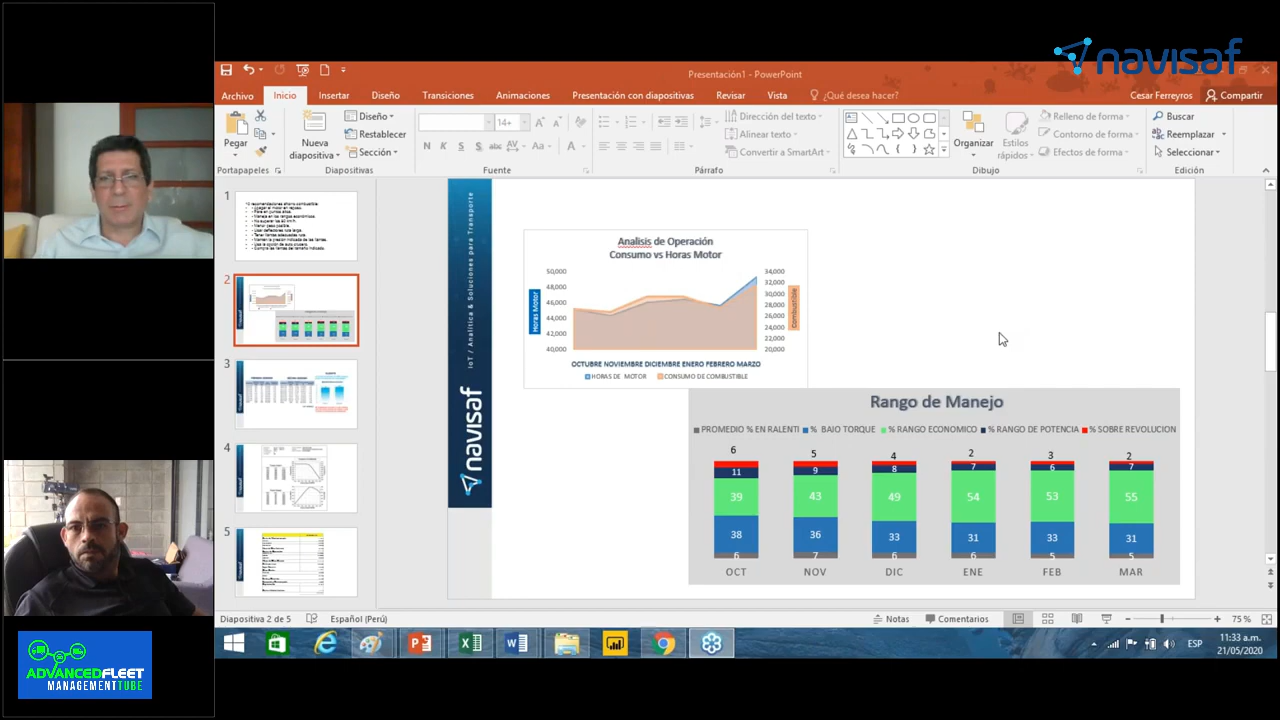 navisaf
Presentación1 - PowerPoint
Archivo Inicio Insertar Diseño Transiciones Animaciones Presentación con diapositivas Revisar Vista ¿Qué desea hacer? Cesar Ferreyros Compartir
Pegar
Nueva diapositiva
Diseño
Restablecer
Sección
14+
N K S S abc AV Aa A
Dirección del texto
Alinear texto
Convertir a SmartArt
Organizar
Estilos rápidos
Relleno de forma
Contorno de forma
Efectos de forma
Buscar
Reemplazar
Seleccionar
Portapapeles Diapositivas Fuente Párrafo Dibujo Edición
1
2
3
4
5
IoT / Analítica & Soluciones para Transporte
navisaf
Analisis de Operación
Consumo vs Horas Motor
50,000 34,000
48,000 32,000
46,000 30,000
28,000
44,000 26,000
24,000
42,000 22,000
40,000 20,000
Horas Motor
Combustible
OCTUBRE NOVIEMBRE DICIEMBRE ENERO FEBRERO MARZO
HORAS DE MOTOR CONSUMO DE COMBUSTIBLE
Rango de Manejo
PROMEDIO % EN RALENTI % BAJO TORQUE % RANGO ECONOMICO % RANGO DE POTENCIA % SOBRE REVOLUCION
6 5 4 2 3 2
11 9 8 7 6 7
39 43 49 54 53 55
38 36 33 31 33 31
6 7 6 6 5 5
OCT NOV DIC ENE FEB MAR
Diapositiva 2 de 5 Español (Perú) Notas Comentarios 75 %
ESP
11:33 a.m.
21/05/2020
ADVANCEDFLEET
MANAGEMENTTUBE